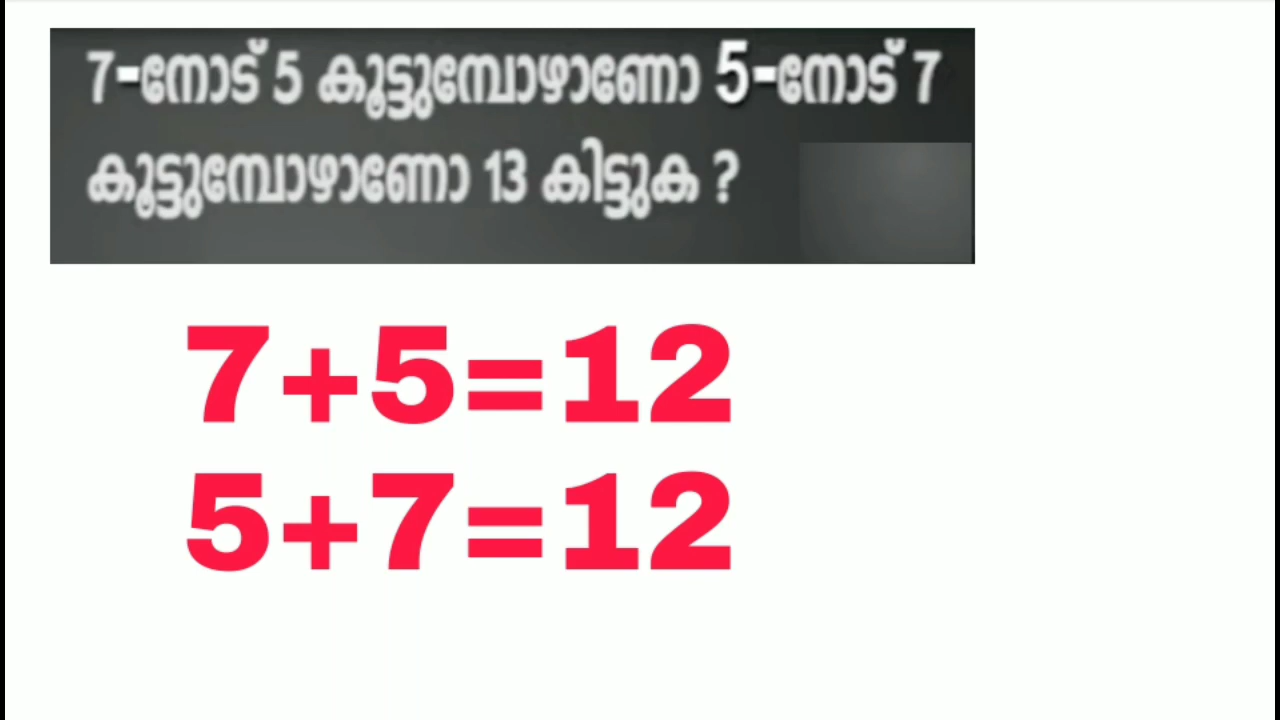 7-നോട് 5 കൂട്ടുമ്പോഴാണോ 5-നോട് 7
കൂട്ടുമ്പോഴാണോ 13 കിട്ടുക ?
7+5=12
5+7=12